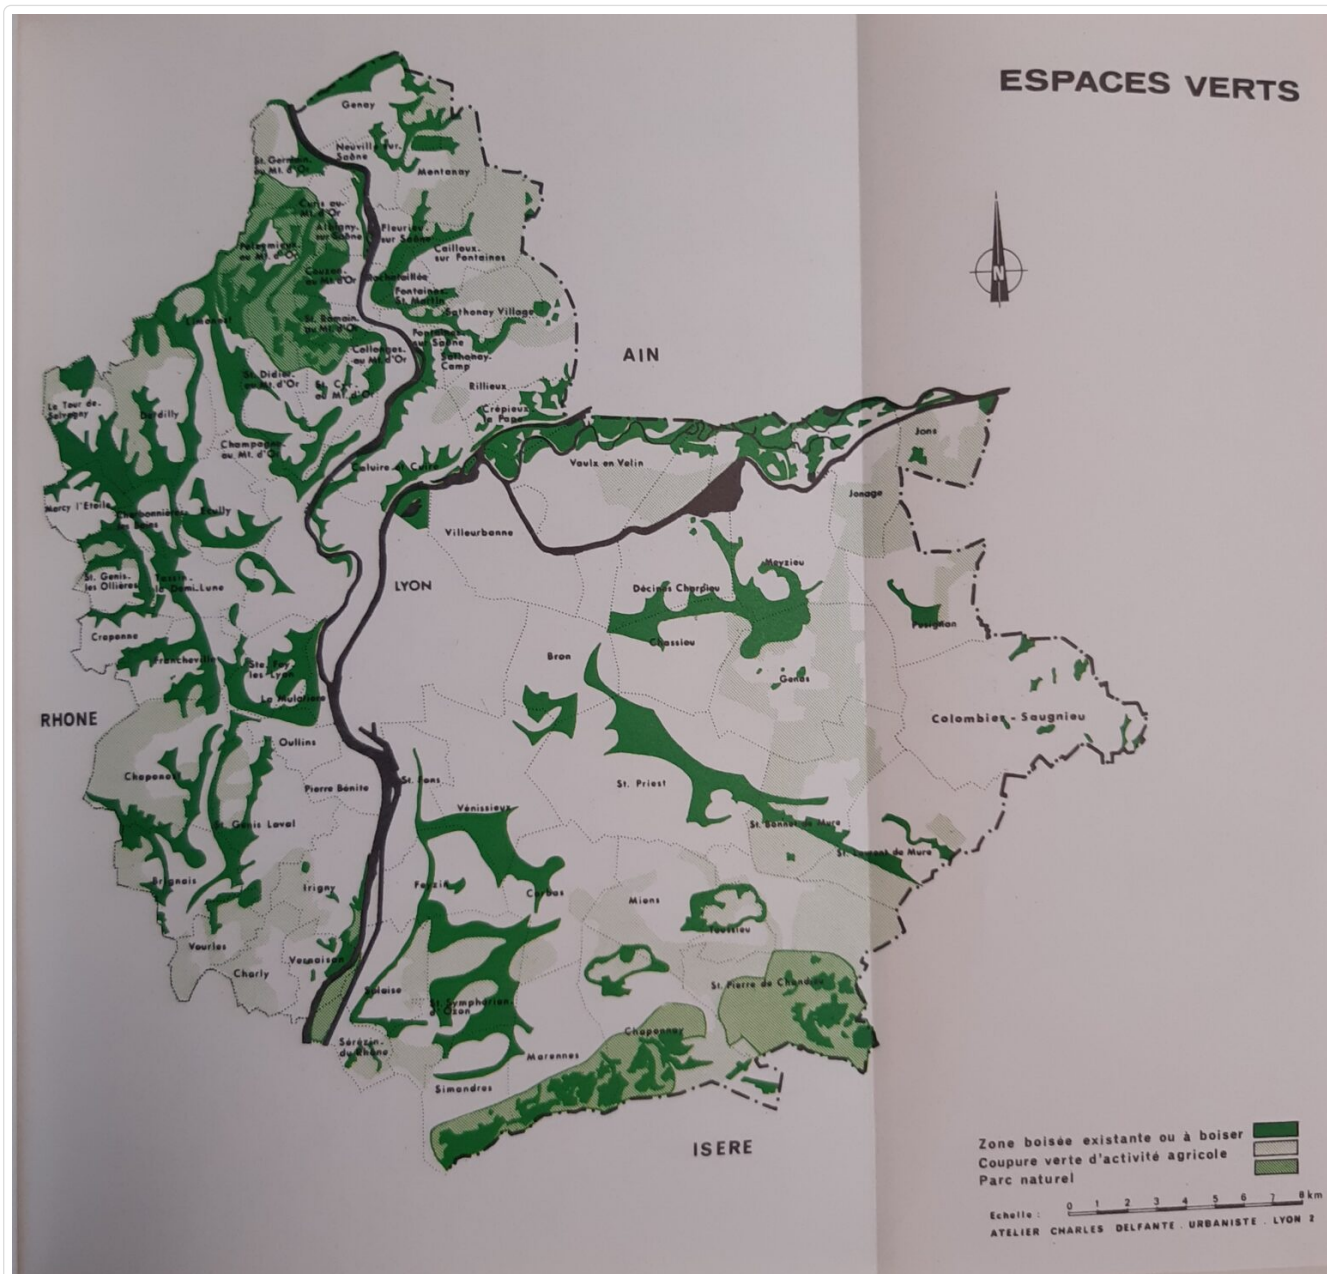 ESPACES VERTS
Genay
Neuville sur-
Saône
St. Germain.
au Mt. d'Or
Montanay
Curis au
Mt. d'Or
Albigny
sur Saône
Fleurieu
sur Saône
Poleymieux
au Mt. d'Or
Cailloux
sur Fontaines
Couzon
au Mt. d'Or
Rochetaillée
Fontaines
St. Martin
Sathonay Village
Limonest
St. Romain.
au Mt. d'Or
Fontaines
sur Saône
Collonges.
au Mt. d'Or
Sathonay-
Camp
AIN
St. Didier
au Mt. d'Or
St. Cyr
au Mt. d'Or
Rillieux
La Tour de-
Salvagny
Dardilly
Crépieux
la Pape
Champagne-
au Mt. d'Or
Jons
Caluire et Cuire
Vaulx en Velin
Jonage
Marcy l'Etoile
Charbonnières
les Bains
Ecully
Villeurbanne
Meyzieu
St. Genis-
les Ollières
Tassin-
la Demi-Lune
LYON
Décines Charpieu
Pusignan
Craponne
Chassieu
Bron
Francheville
Ste. Foy
les-Lyon
Genas
La Mulatière
RHONE
Colombier - Saugnieu
Oullins
Chaponost
Pierre Bénite
St. Fons
St. Priest
Vénissieux
St. Genis Laval
St. Bonnet de Mure
St. Laurent de Mure
Brignais
Irigny
Feyzin
Corbas
Mions
Toussieu
Vourles
Charly
Vernaison
St. Pierre de Chandieu
Solaize
St. Symphorien.
d'Ozon
Chaponnay
Sérézin
du Rhône
Marennes
Simandres
ISERE
N
Zone boisée existante ou à boiser
Coupure verte d'activité agricole
Parc naturel
Echelle : 0 1 2 3 4 5 6 7 8 km
ATELIER CHARLES DELFANTE . URBANISTE . LYON 2